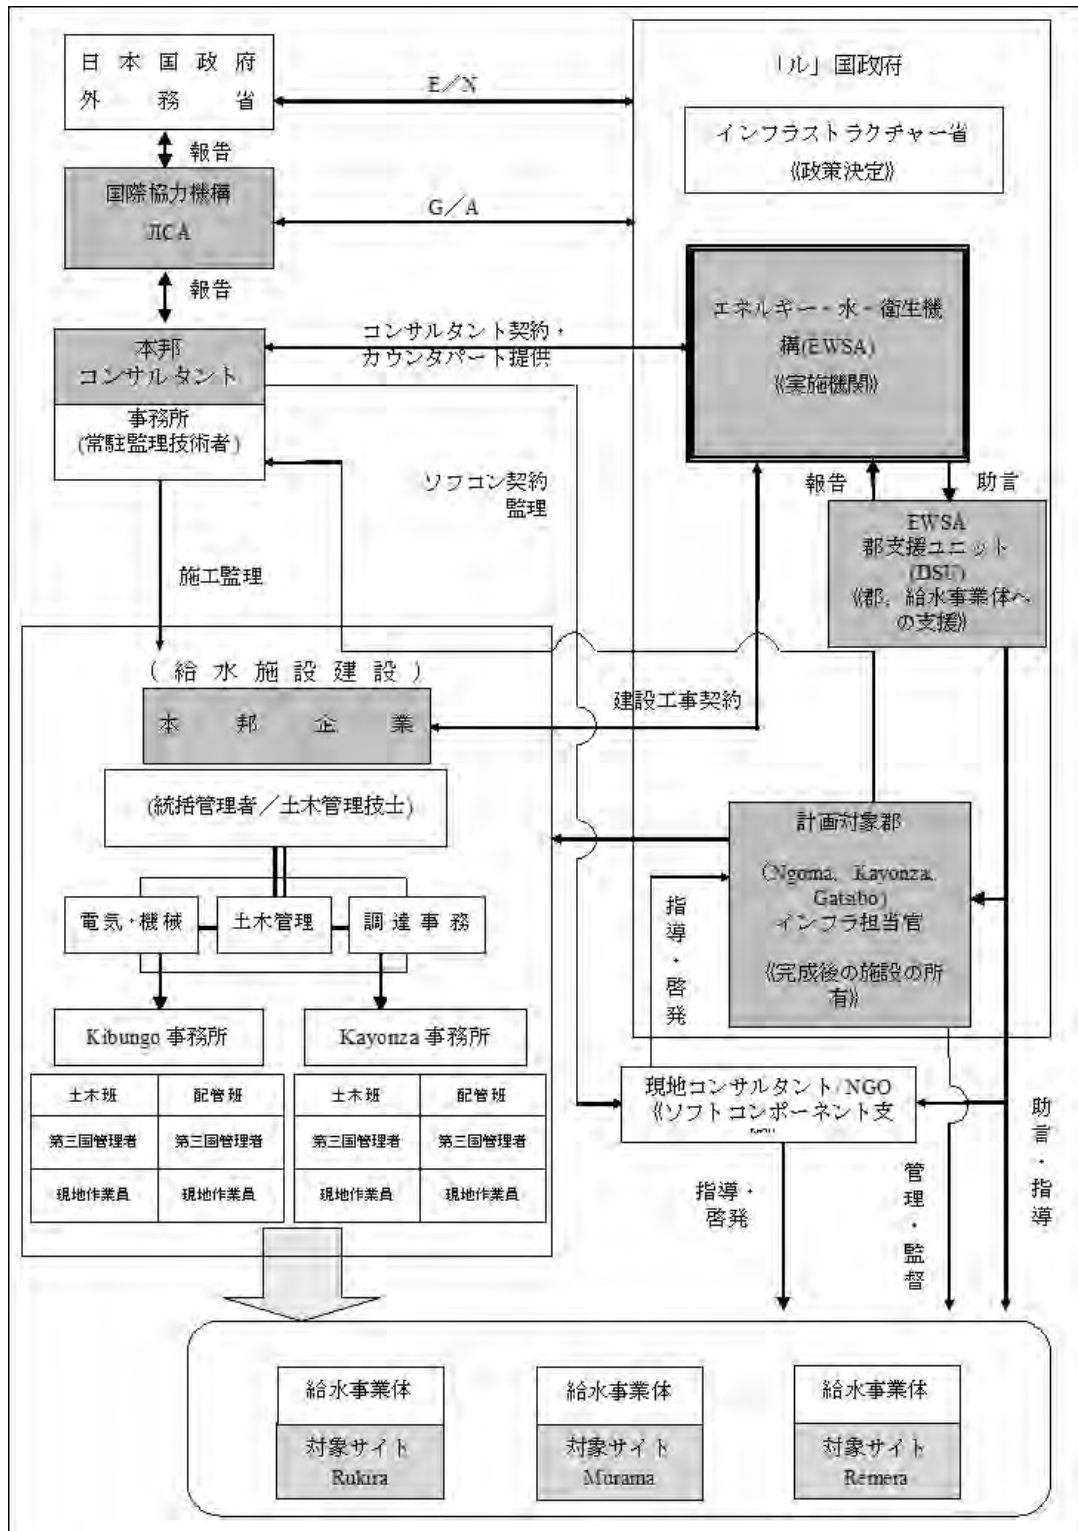 日本国政府
外務省
E／N
報告
国際協力機構
JICA
G／A
報告
本邦
コンサルタント
事務所
(常駐監理技術者)
コンサルタント契約・
カウンタパート提供
「ル」国政府
インフラストラクチャー省
《政策決定》
エネルギー・水・衛生機
構(EWSA)
《実施機関》
報告
助言
EWSA
郡支援ユニット
(DSU)
《郡、給水事業体へ
の支援》
ソフコン契約
監理
施工監理
(給水施設建設)
本邦企業
(統括管理者／土木管理技士)
建設工事契約
電気・機械
土木管理
調達事務
Kibungo 事務所
Kayonza 事務所
土木班
配管班
土木班
配管班
第三国管理者
第三国管理者
第三国管理者
第三国管理者
現地作業員
現地作業員
現地作業員
現地作業員
計画対象郡
(Ngoma、Kayonza、
Gatsibo)
インフラ担当官
《完成後の施設の所
有》
指導・啓発
現地コンサルタント/NGO
《ソフトコンポーネント支
指導・
啓発
管理・監督
助言・指導
給水事業体
対象サイト
Rukira
給水事業体
対象サイト
Murama
給水事業体
対象サイト
Remera